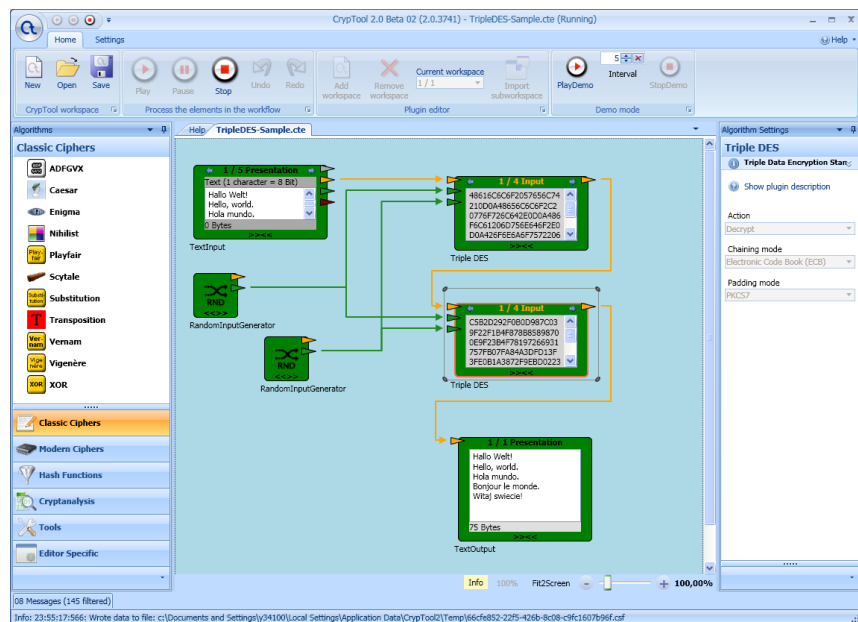 CrypTool 2.0 Beta 02 (2.0.3741) - TripleDES-Sample.cte (Running)
Home
Settings
Help
New
Open
Save
Play
Pause
Stop
Undo
Redo
Add workspace
Remove workspace
Current workspace
1 / 1
Import subworkspace
PlayDemo
5
Interval
StopDemo
CrypTool workspace
Process the elements in the workflow
Plugin editor
Demo mode
Algorithms
Classic Ciphers
ADFGVX
Caesar
Enigma
Nihilist
Play-fair
Playfair
Scytale
Substitution
T
Transposition
Ver-nam
Vernam
Vige nère
Vigenère
XOR
XOR
Classic Ciphers
Modern Ciphers
Hash Functions
Cryptanalysis
Tools
Editor Specific
Help
TripleDES-Sample.cte
1 / 5 Presentation
Text (1 character = 8 Bit)
Hallo Welt!
Hello, world.
Hola mundo.
0 Bytes
>><<
TextInput
RND
<<>>
RandomInputGenerator
RND
<<>>
RandomInputGenerator
1 / 4 Input
48616C6C6F2057656C74
210D0A48656C6C6F2C2
0776F726C642E0D0A486
F6C61206D756E646F2E0
D0A426F6E6A6F7572206
>><<
Triple DES
1 / 4 Input
C5B2D292F0B0D987C03
9F22F1B4F878B8589870
0E9F23B4F78197266931
757FB07FA84A3DFD13F
3FE0B1A3872F9EBD0223
>><<
Triple DES
1 / 1 Presentation
Hallo Welt!
Hello, world.
Hola mundo.
Bonjour le monde.
Witaj swiecie!
75 Bytes
>><<
TextOutput
Info
100%
Fit2Screen
100,00%
Algorithm Settings
Triple DES
Triple Data Encryption Stan
Show plugin description
Action
Decrypt
Chaining mode
Electronic Code Book (ECB)
Padding mode
PKCS7
08 Messages (145 filtered)
Info: 23:55:17:566: Wrote data to file: c:\Documents and Settings\y34100\Local Settings\Application Data\CrypTool2\Temp\66cfe852-22f5-426b-8c08-c9fc1607b96f.csf